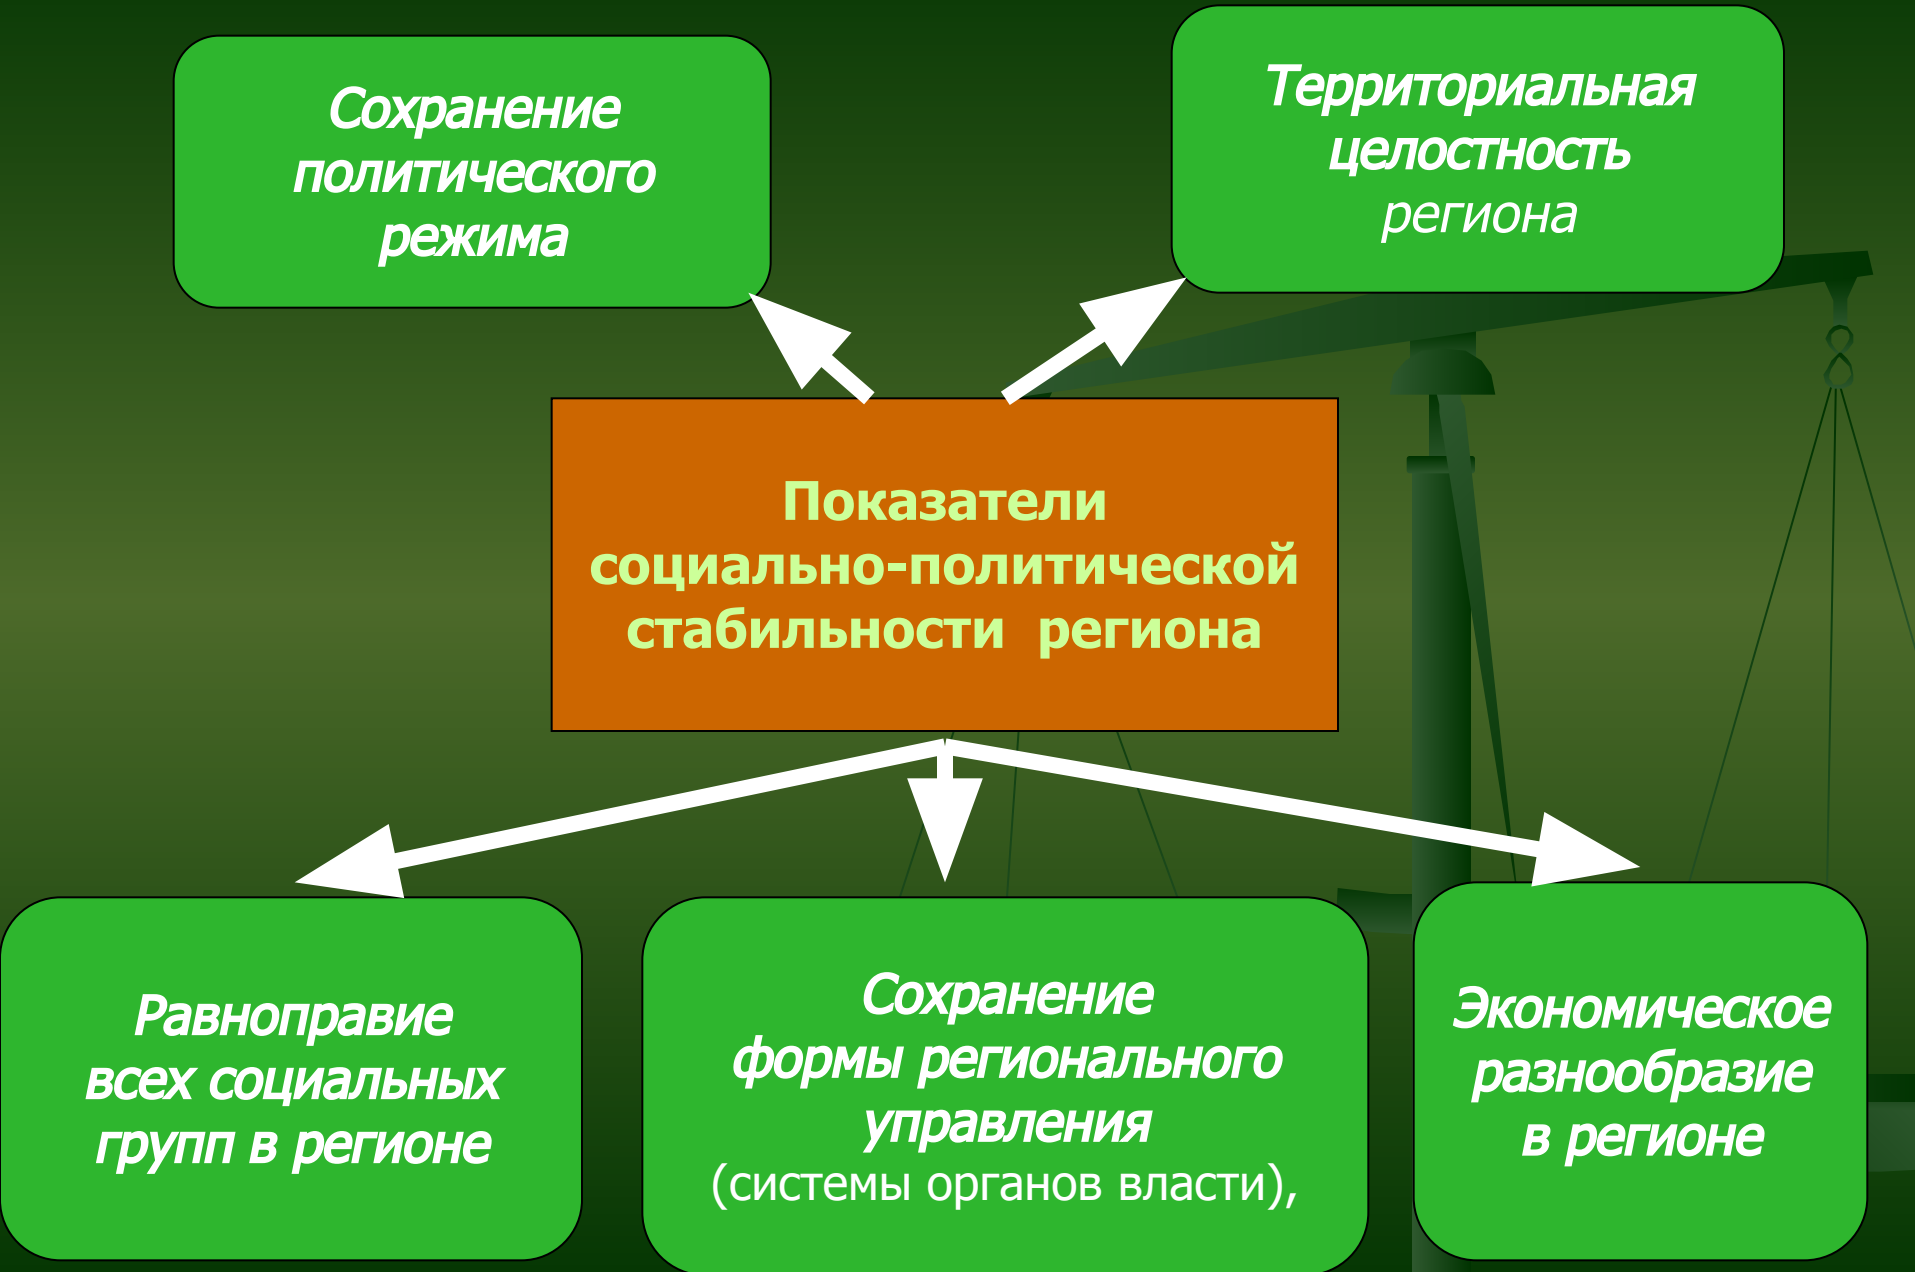 Сохранение
политического
режима
Территориальная
целостность
региона
Показатели
социально-политической
стабильности региона
Равноправие
всех социальных
групп в регионе
Сохранение
формы регионального
управления
(системы органов власти),
Экономическое
разнообразие
в регионе